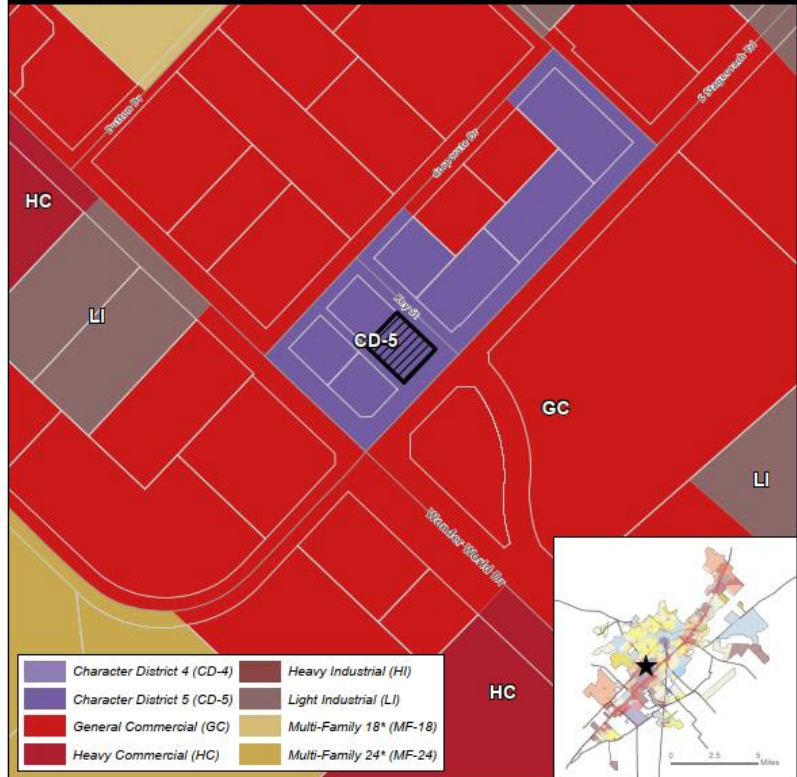 Dutton Dr
S Stagecoach Trl
Corporate Dr
HC
LI
Key St
CD-5
GC
LI
Wonder World Dr
HC
Character District 4 (CD-4)
Heavy Industrial (HI)
Character District 5 (CD-5)
Light Industrial (LI)
General Commercial (GC)
Multi-Family 18* (MF-18)
Heavy Commercial (HC)
Multi-Family 24* (MF-24)
0 2.5 5
Miles